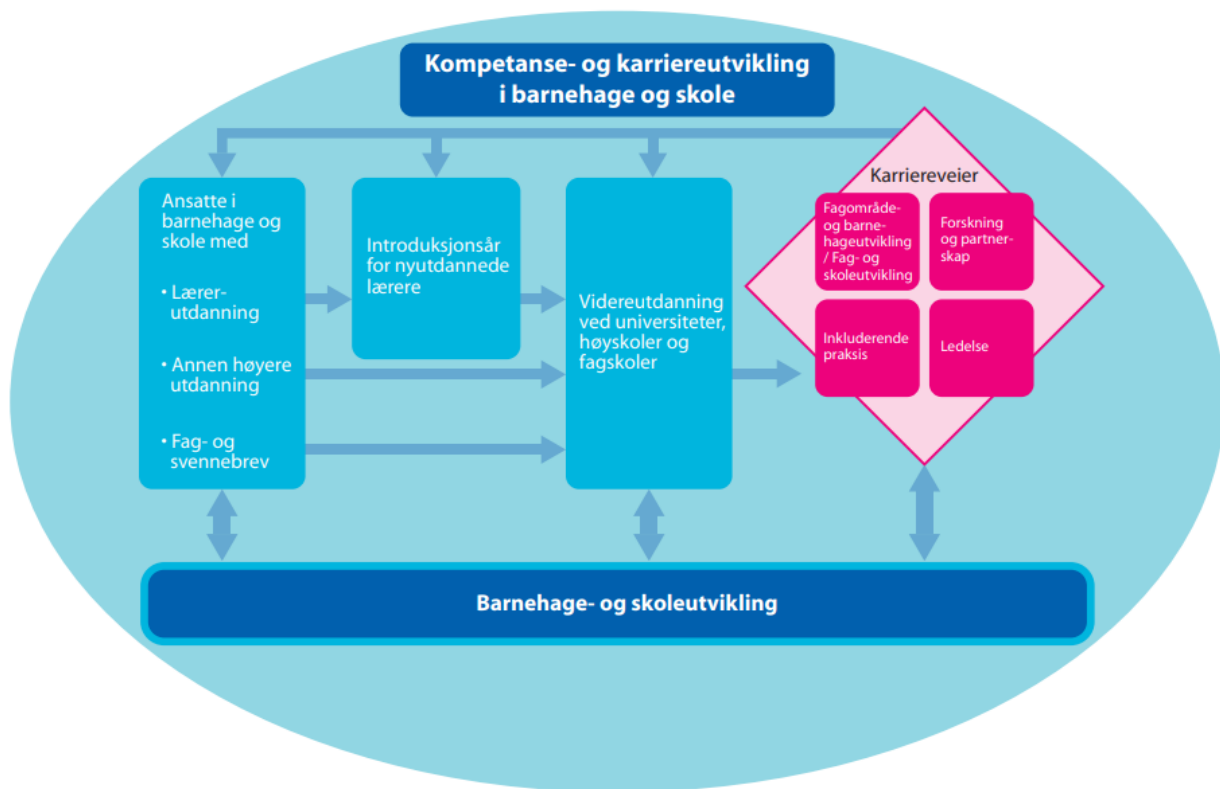 Kompetanse- og karriereutvikling
i barnehage og skole
Ansatte i
barnehage og
skole med
• Lærer-
utdanning
• Annen høyere
utdanning
• Fag- og
svennebrev
Introduksjonsår
for nyutdannede
lærere
Videreutdanning
ved universiteter,
høyskoler og
fagskoler
Karriereveier
Fagområde-
og barne-
hageutvikling
/ Fag- og
skoleutvikling
Forskning
og partner-
skap
Inkluderende
praksis
Ledelse
Barnehage- og skoleutvikling